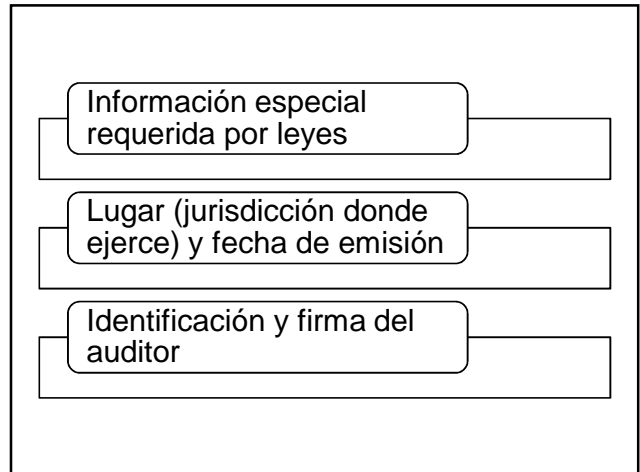 Información especial
requerida por leyes
Lugar (jurisdicción donde
ejerce) y fecha de emisión
Identificación y firma del
auditor